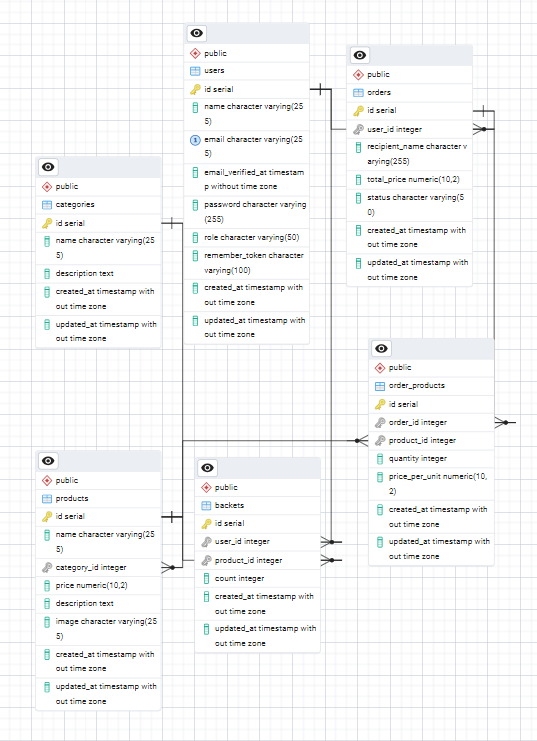 public
users
id serial
name character varying(25
5)
email character varying(25
5)
email_verified_at timestam
p without time zone
password character varying
(255)
role character varying(50)
remember_token character
varying(100)
created_at timestamp with
out time zone
updated_at timestamp with
out time zone
public
orders
id serial
user_id integer
recipient_name character v
arying(255)
total_price numeric(10,2)
status character varying(5
0)
created_at timestamp with
out time zone
updated_at timestamp with
out time zone
public
categories
id serial
name character varying(25
5)
description text
created_at timestamp with
out time zone
updated_at timestamp with
out time zone
public
order_products
id serial
order_id integer
product_id integer
quantity integer
price_per_unit numeric(10,
2)
created_at timestamp with
out time zone
updated_at timestamp with
out time zone
public
products
id serial
name character varying(25
5)
category_id integer
price numeric(10,2)
description text
image character varying(25
5)
created_at timestamp with
out time zone
updated_at timestamp with
out time zone
public
backets
id serial
user_id integer
product_id integer
count integer
created_at timestamp with
out time zone
updated_at timestamp with
out time zone